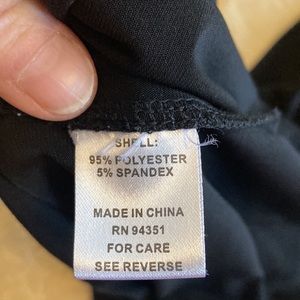 SHELL:
95% POLYESTER
5% SPANDEX
MADE IN CHINA
RN 94351
FOR CARE
SEE REVERSE